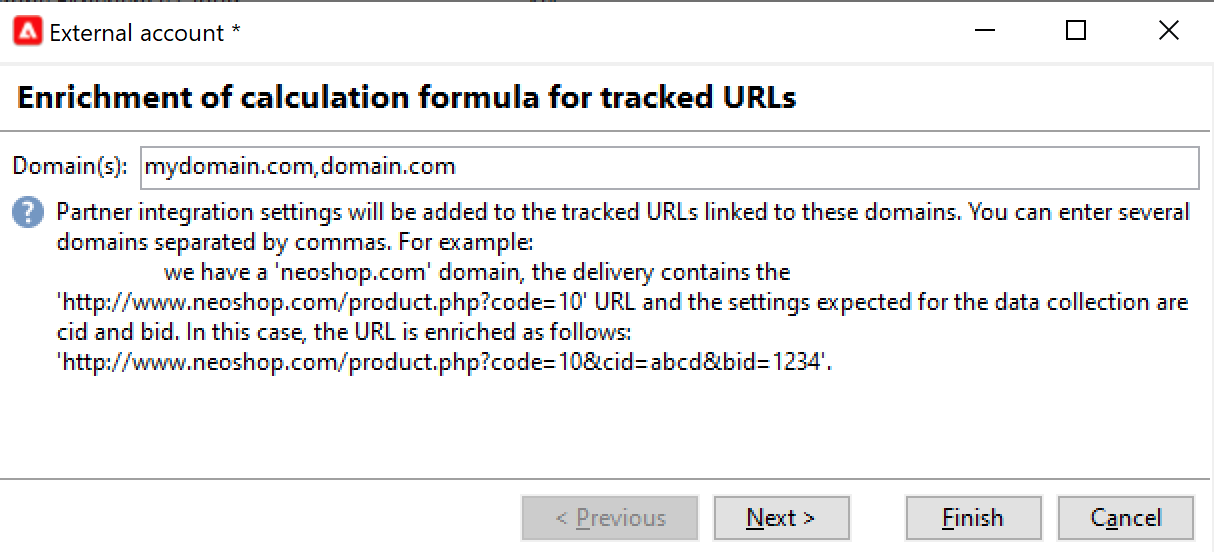 External account *
Enrichment of calculation formula for tracked URLs
Domain(s): mydomain.com,domain.com
Partner integration settings will be added to the tracked URLs linked to these domains. You can enter several
domains separated by commas. For example:
we have a 'neoshop.com' domain, the delivery contains the
'http://www.neoshop.com/product.php?code=10' URL and the settings expected for the data collection are
cid and bid. In this case, the URL is enriched as follows:
'http://www.neoshop.com/product.php?code=10&cid=abcd&bid=1234'.
< Previous Next > Finish Cancel